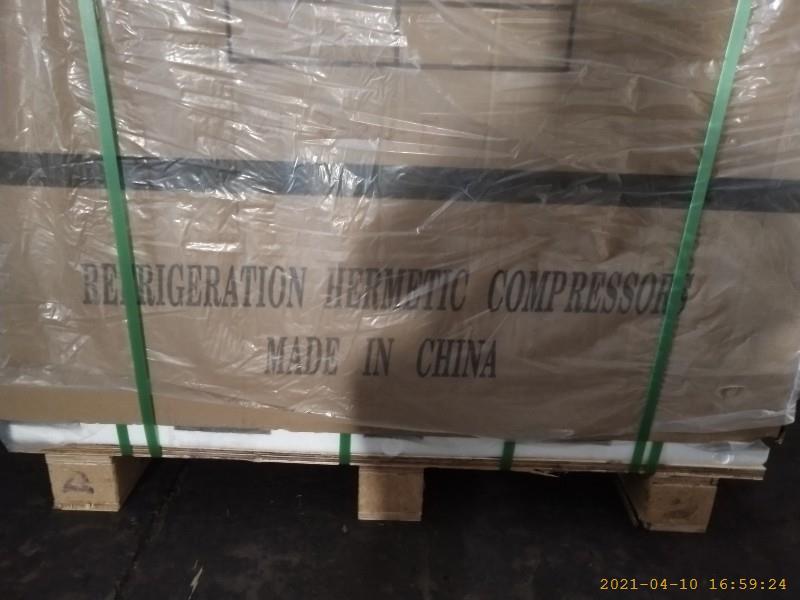 REFRIGERATION HERMETIC COMPRESSORS
MADE IN CHINA
2021-04-10 16:59:24